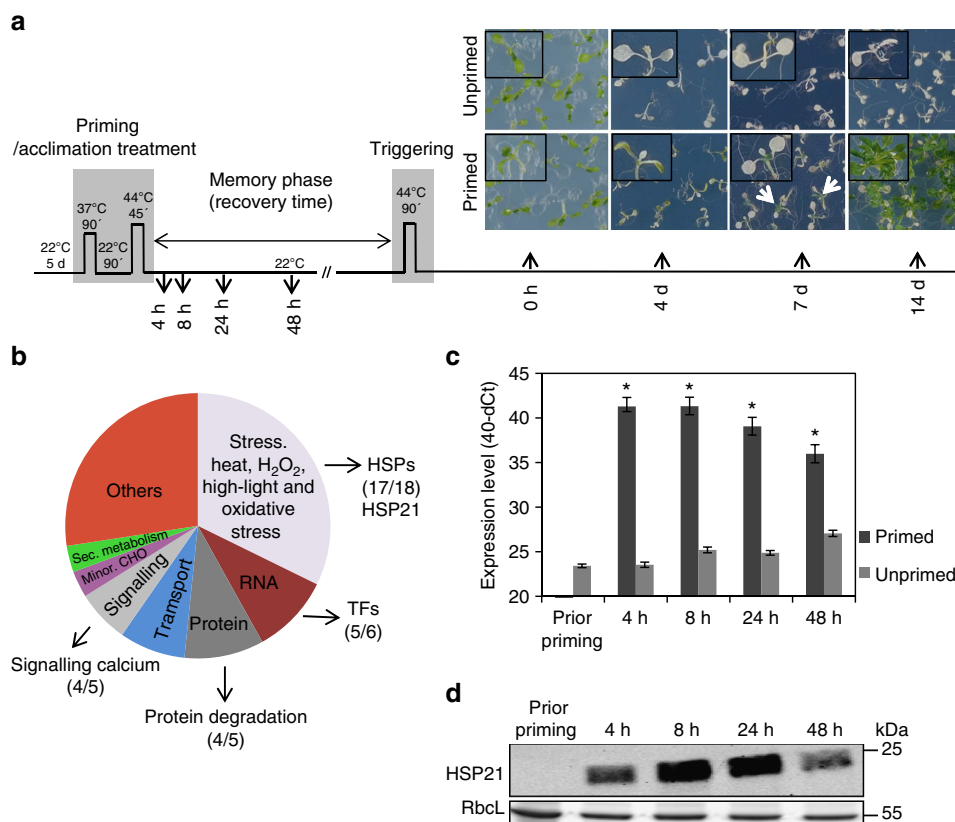 a
Unprimed
Primed
Priming
/acclimation treatment
Memory phase
(recovery time)
Triggering
37°C
90´
44°C
45´
44°C
90´
22°C
5 d
22°C
90´
22°C
//
4 h
8 h
24 h
48 h
0 h
4 d
7 d
14 d
b
Stress.
heat, H₂O₂,
high-light and
oxidative
stress
HSPs
(17/18)
HSP21
RNA
TFs
(5/6)
Protein
Protein degradation
(4/5)
Tramsport
Signalling
Signalling calcium
(4/5)
Minor. CHO
Sec. metabolism
Others
c
Expression level (40-dCt)
45
40
35
30
25
20
*
*
*
*
Prior
priming
4 h
8 h
24 h
48 h
Primed
Unprimed
d
Prior
priming
4 h
8 h
24 h
48 h
kDa
HSP21
25
RbcL
55